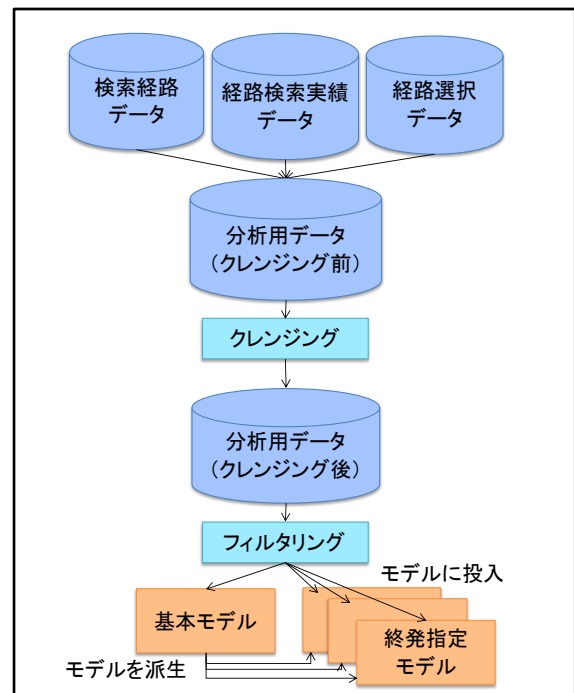 検索経路
データ
経路検索実績
データ
経路選択
データ
分析用データ
(クレンジング前)
クレンジング
分析用データ
(クレンジング後)
フィルタリング
モデルに投入
基本モデル
終発指定
モデル
モデルを派生